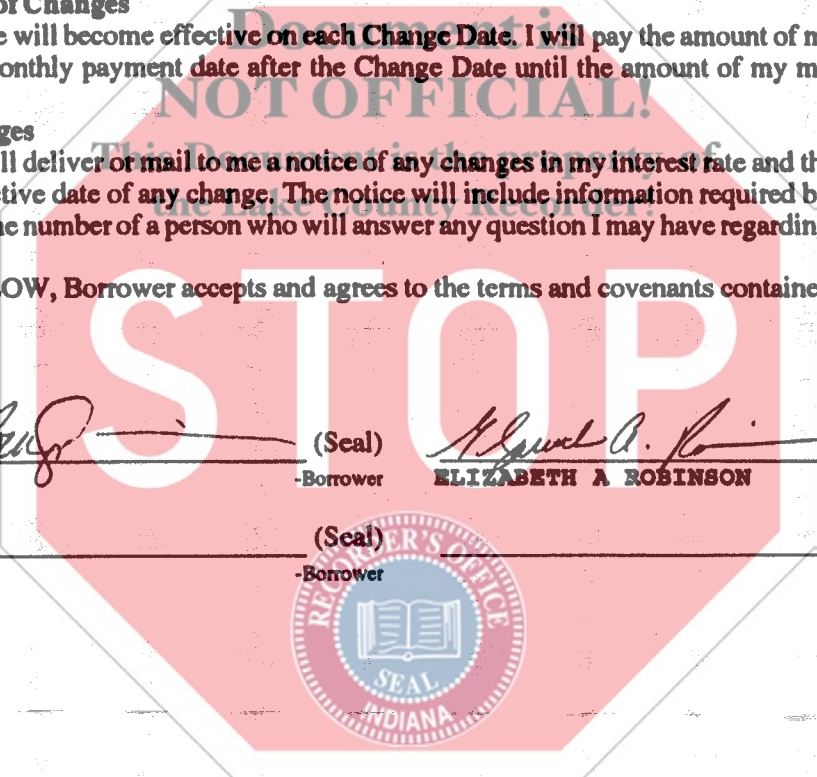 of Changes
Document is
e will become effective on each Change Date. I will pay the amount of m
onthly payment date after the Change Date until the amount of my m
NOT OFFICIAL!
ges
This Document is the property of
ll deliver or mail to me a notice of any changes in my interest rate and th
tive date of any change. The notice will include information required b
the Lake County Recorder!
e number of a person who will answer any question I may have regardin
LOW, Borrower accepts and agrees to the terms and covenants containe
STOP
(Seal)
-Borrower
ELIZABETH A ROBINSON
(Seal)
-Borrower
RECORDER'S OFFICE
SEAL
INDIANA